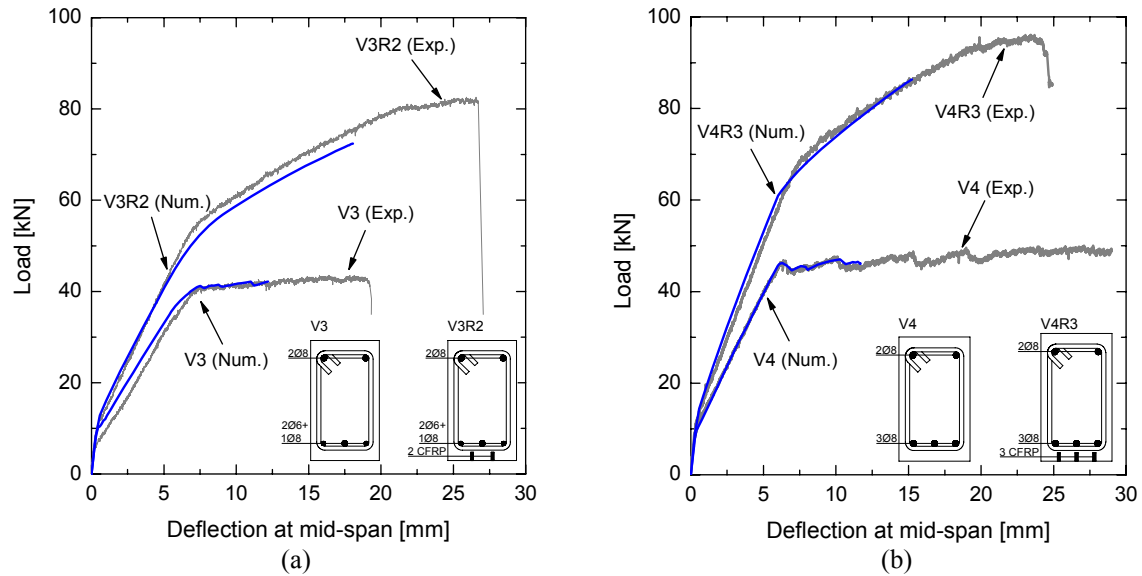 100
80
60
40
20
0
Load [kN]
V3R2 (Exp.)
V3R2 (Num.)
V3 (Exp.)
V3 (Num.)
V3
2Ø8
2Ø6+
1Ø8
V3R2
2Ø8
2Ø6+
1Ø8
2 CFRP
0 5 10 15 20 25 30
Deflection at mid-span [mm]
(a)
100
80
60
40
20
0
Load [kN]
V4R3 (Exp.)
V4R3 (Num.)
V4 (Exp.)
V4 (Num.)
V4
2Ø8
3Ø8
V4R3
2Ø8
3Ø8
3 CFRP
0 5 10 15 20 25 30
Deflection at mid-span [mm]
(b)